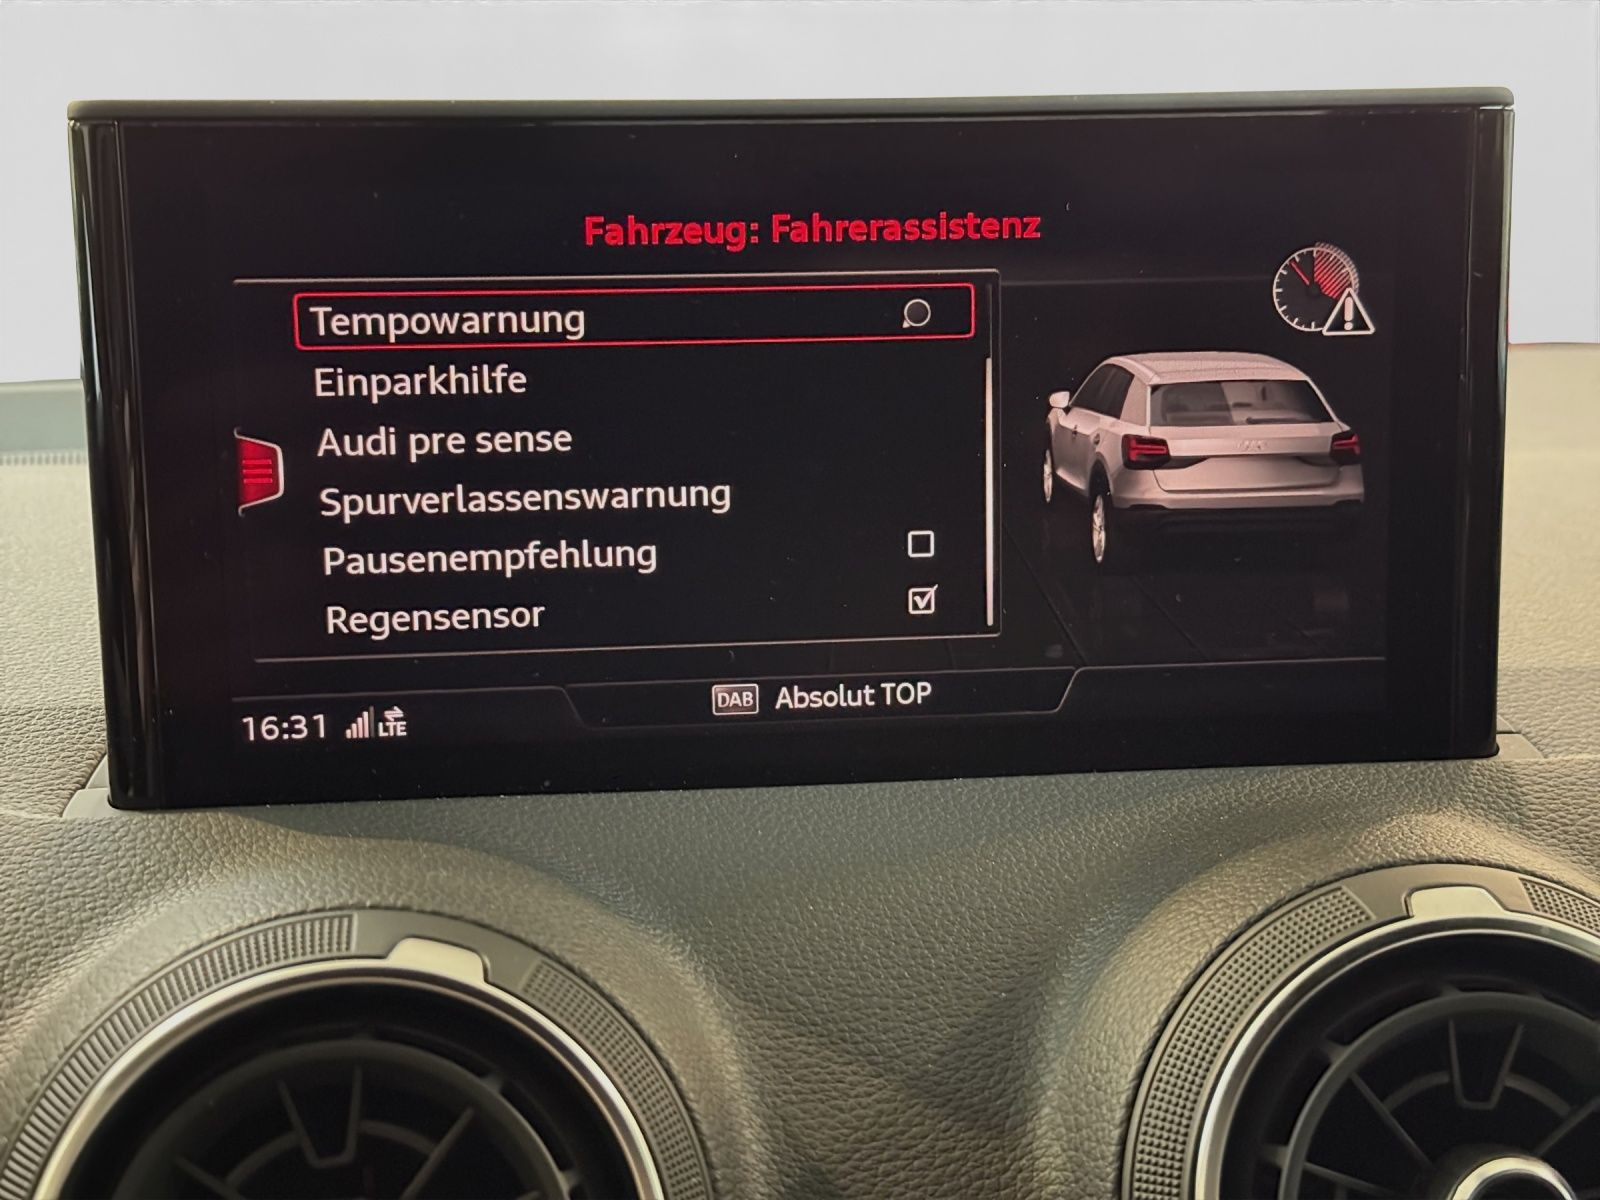 Fahrzeug: Fahrerassistenz
Tempowarnung
Einparkhilfe
Audi pre sense
Spurverlassenswarnung
Pausenempfehlung
Regensensor
DAB Absolut TOP
16:31 LTE